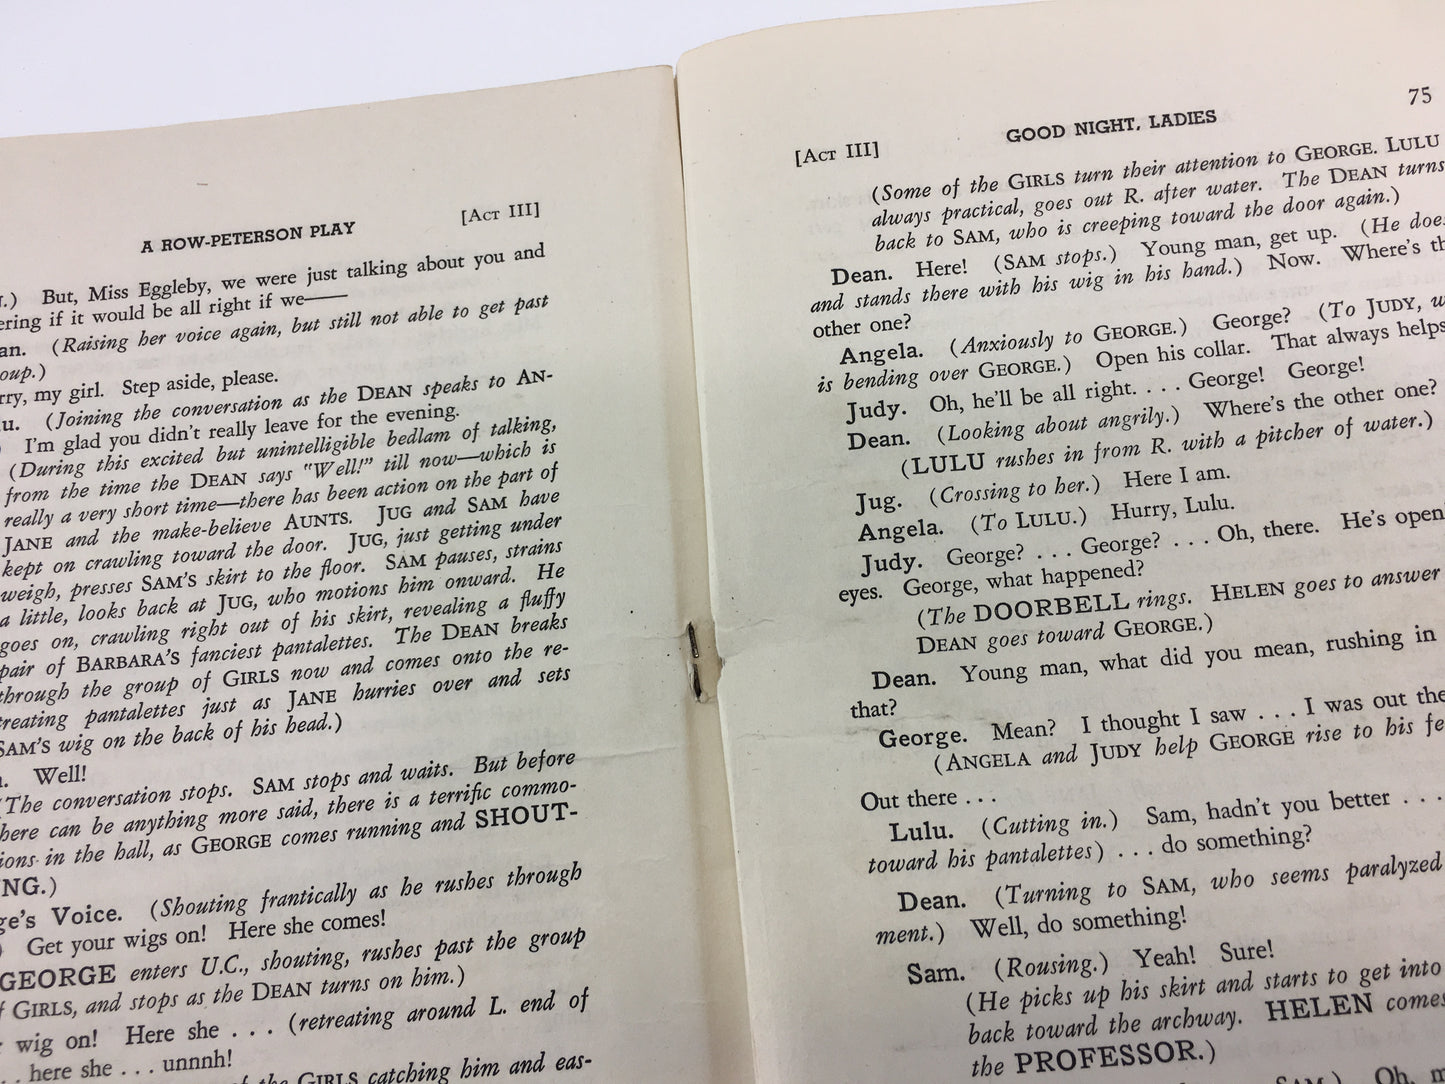 A ROW-PETERSON PLAY [ACT III]
.) But, Miss Eggleby, we were just talking about you and
ering if it would be all right if we——
an. (Raising her voice again, but still not able to get past
oup.)
rry, my girl. Step aside, please.
u. (Joining the conversation as the DEAN speaks to AN-
) I'm glad you didn't really leave for the evening.
(During this excited but unintelligible bedlam of talking,
from the time the DEAN says "Well!" till now—which is
really a very short time—there has been action on the part of
JANE and the make-believe AUNTS. JUG and SAM have
kept on crawling toward the door. JUG, just getting under
weigh, presses SAM'S skirt to the floor. SAM pauses, strains
a little, looks back at JUG, who motions him onward. He
goes on, crawling right out of his skirt, revealing a fluffy
pair of BARBARA'S fanciest pantalettes. The DEAN breaks
through the group of GIRLS now and comes onto the re-
treating pantalettes just as JANE hurries over and sets
SAM'S wig on the back of his head.)
. Well!
(The conversation stops. SAM stops and waits. But before
here can be anything more said, there is a terrific commo-
ions in the hall, as GEORGE comes running and SHOUT-
NG.)
ge's Voice. (Shouting frantically as he rushes through
) Get your wigs on! Here she comes!
GEORGE enters U.C., shouting, rushes past the group
f GIRLS, and stops as the DEAN turns on him.)
wig on! Here she . . . (retreating around L. end of
. . here she . . . unnnh!
of the GIRLS catching him and eas-
75
[ACT III] GOOD NIGHT, LADIES
(Some of the GIRLS turn their attention to GEORGE. LULU
always practical, goes out R. after water. The DEAN turns
back to SAM, who is creeping toward the door again.)
Dean. Here! (SAM stops.) Young man, get up. (He doe
and stands there with his wig in his hand.) Now. Where's th
other one?
Angela. (Anxiously to GEORGE.) George? (To JUDY, w
is bending over GEORGE.) Open his collar. That always helps
Judy. Oh, he'll be all right. . . . George! George!
Dean. (Looking about angrily.) Where's the other one?
(LULU rushes in from R. with a pitcher of water.)
Jug. (Crossing to her.) Here I am.
Angela. (To LULU.) Hurry, Lulu.
Judy. George? . . . George? . . . Oh, there. He's open
eyes. George, what happened?
(The DOORBELL rings. HELEN goes to answer
DEAN goes toward GEORGE.)
Dean. Young man, what did you mean, rushing in
that?
George. Mean? I thought I saw . . . I was out the
(ANGELA and JUDY help GEORGE rise to his fe
Out there . . .
Lulu. (Cutting in.) Sam, hadn't you better . . .
toward his pantalettes) . . . do something?
Dean. (Turning to SAM, who seems paralyzed
ment.) Well, do something!
Sam. (Rousing.) Yeah! Sure!
(He picks up his skirt and starts to get into
back toward the archway. HELEN comes
the PROFESSOR.)
SAM.) Oh, m